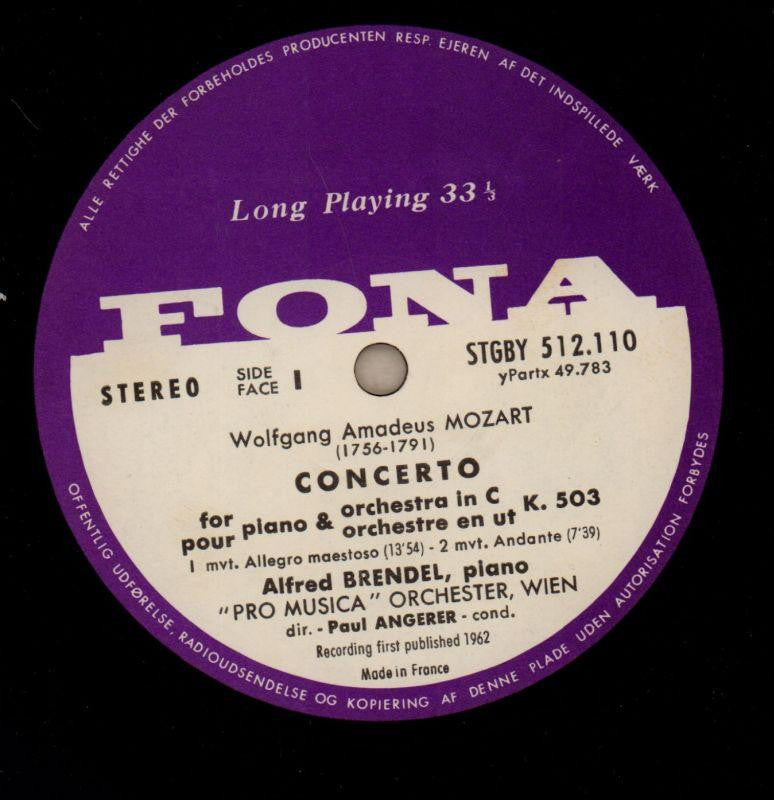 ALLE RETTIGHE DER FORBEHOLDES PRODUCENTEN RESP. EJEREN AF DET INDSPILLEDE VÆRK
Long Playing 33 ⅓
FONA
STEREO
SIDE
FACE I
STGBY 512.110
yPartx 49.783
Wolfgang Amadeus MOZART
(1756-1791)
CONCERTO
for piano & orchestra in C K. 503
pour orchestre en ut
I mvt. Allegro maestoso (13'54) - 2 mvt. Andante (7'39)
Alfred BRENDEL, piano
"PRO MUSICA" ORCHESTER, WIEN
dir. - Paul ANGERER - cond.
Recording first published 1962
Made in France
OFFENTLIG UDFØRELSE, RADIOUDSENDELSE OG KOPIERING AF DENNE PLADE UDEN AUTORISATION FORBYDES